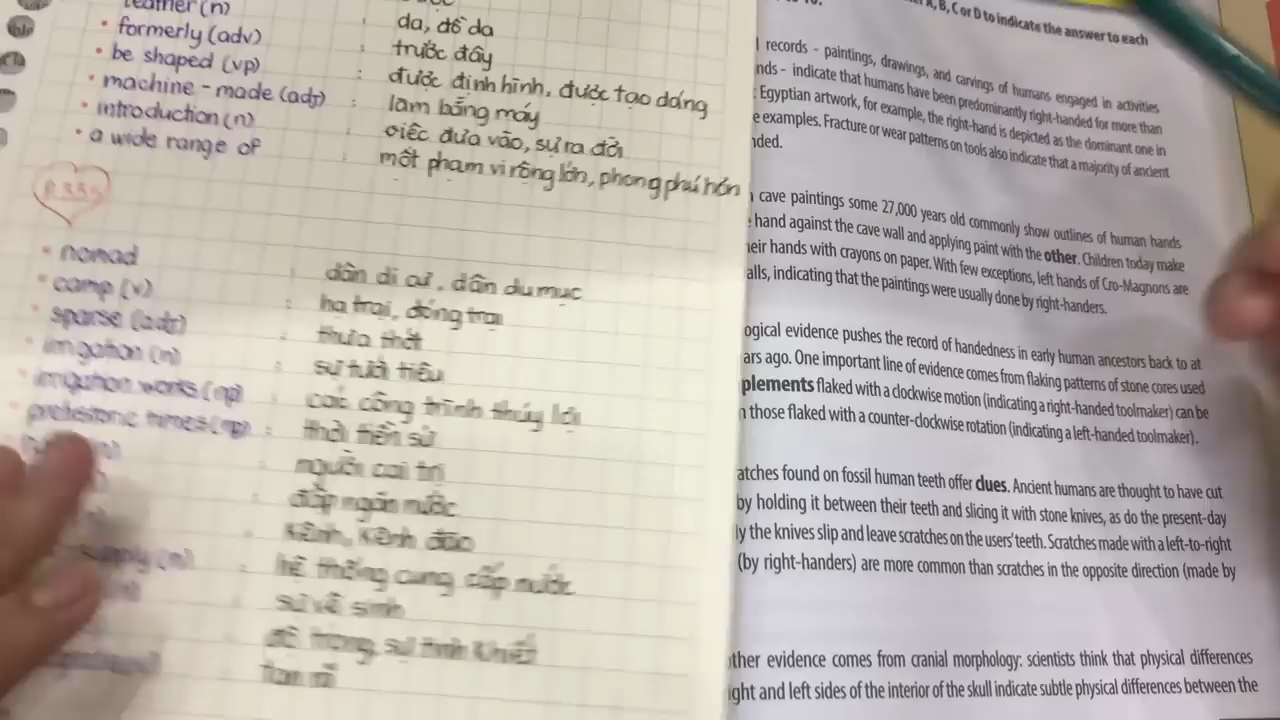 leather (n)
• formerly (adv) : da, đồ da
• be shaped (vp) : trước đây
• machine-made (adj) : được định hình, được tạo dáng
• introduction (n) làm bằng máy
• a wide range of : việc đưa vào, sự ra đời
một phạm vi rộng lớn, phong phú hơn
• nomad : dân di cư, dân du mục
• camp (v) : hạ trại, đóng trại
• sparse (adj) : thưa thớt
• irrigation (n) : sự tưới tiêu
• irrigation works (np) : các công trình thủy lợi
• prehistoric times (np) : thời tiền sử
người cai trị
đập ngăn nước
kênh, kênh đào
supply (n) : hệ thống cung cấp nước
sự vệ sinh
tan rã
A, B, C or D to indicate the answer to each
records - paintings, drawings, and carvings of humans engaged in activities
- indicate that humans have been predominantly right-handed for more than
Egyptian artwork, for example, the right-hand is depicted as the dominant one in
examples. Fracture or wear patterns on tools also indicate that a majority of ancient
cave paintings some 27,000 years old commonly show outlines of human hands
hand against the cave wall and applying paint with the other. Children today make
their hands with crayons on paper. With few exceptions, left hands of Cro-Magnons are
indicating that the paintings were usually done by right-handers.
evidence pushes the record of handedness in early human ancestors back to at
ago. One important line of evidence comes from flaking patterns of stone cores used
flaked with a clockwise motion (indicating a right-handed toolmaker) can be
those flaked with a counter-clockwise rotation (indicating a left-handed toolmaker).
found on fossil human teeth offer clues. Ancient humans are thought to have cut
by holding it between their teeth and slicing it with stone knives, as do the present-day
the knives slip and leave scratches on the users' teeth. Scratches made with a left-to-right
(by right-handers) are more common than scratches in the opposite direction (made by
other evidence comes from cranial morphology: scientists think that physical differences
and left sides of the interior of the skull indicate subtle physical differences between the